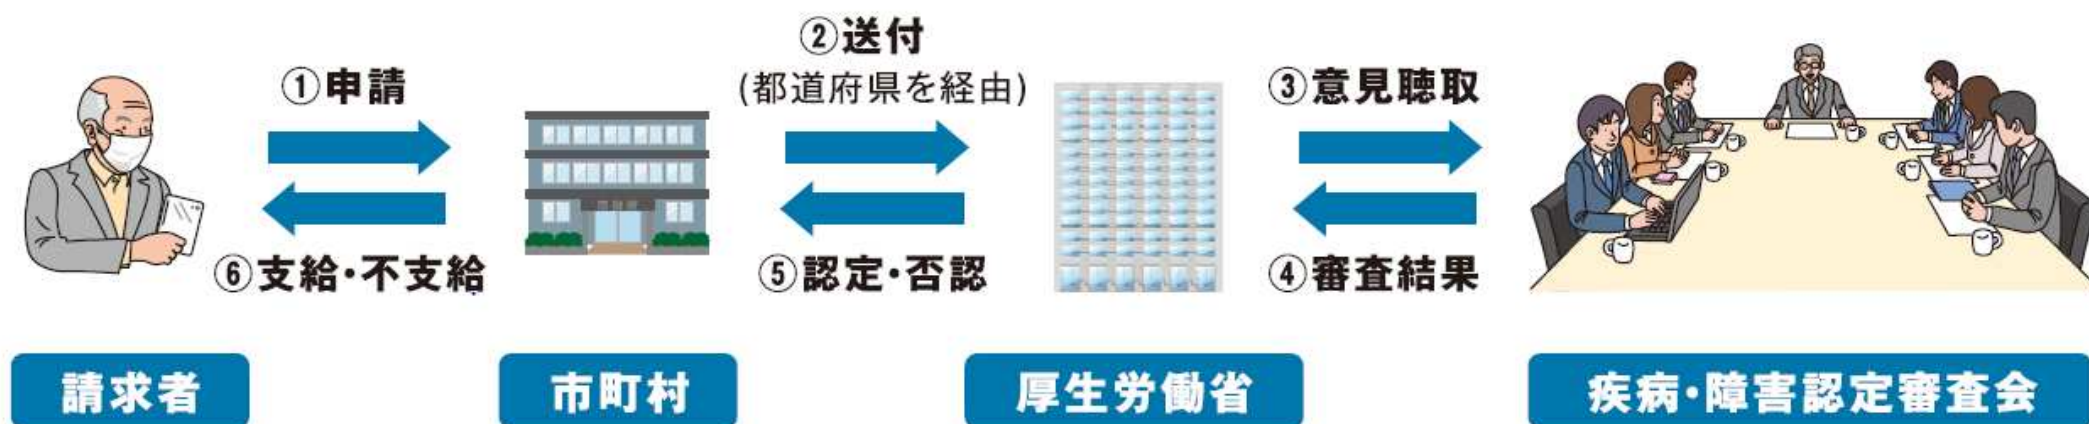 ①申請
②送付
(都道府県を経由)
③意見聴取
⑥支給・不支給
⑤認定・否認
④審査結果
請求者
市町村
厚生労働省
疾病・障害認定審査会